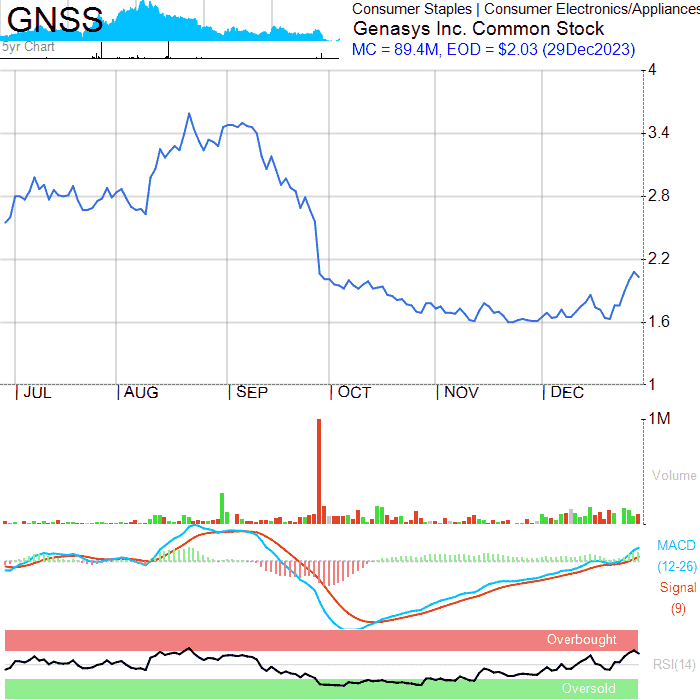 GNSS
5yr Chart
Consumer Staples | Consumer Electronics/Appliances
Genasys Inc. Common Stock
MC = 89.4M, EOD = $2.03 (29Dec2023)
4
3.4
2.8
2.2
1.6
1
JUL AUG SEP OCT NOV DEC
1M
Volume
MACD
(12-26)
Signal
(9)
Overbought
RSI(14)
Oversold